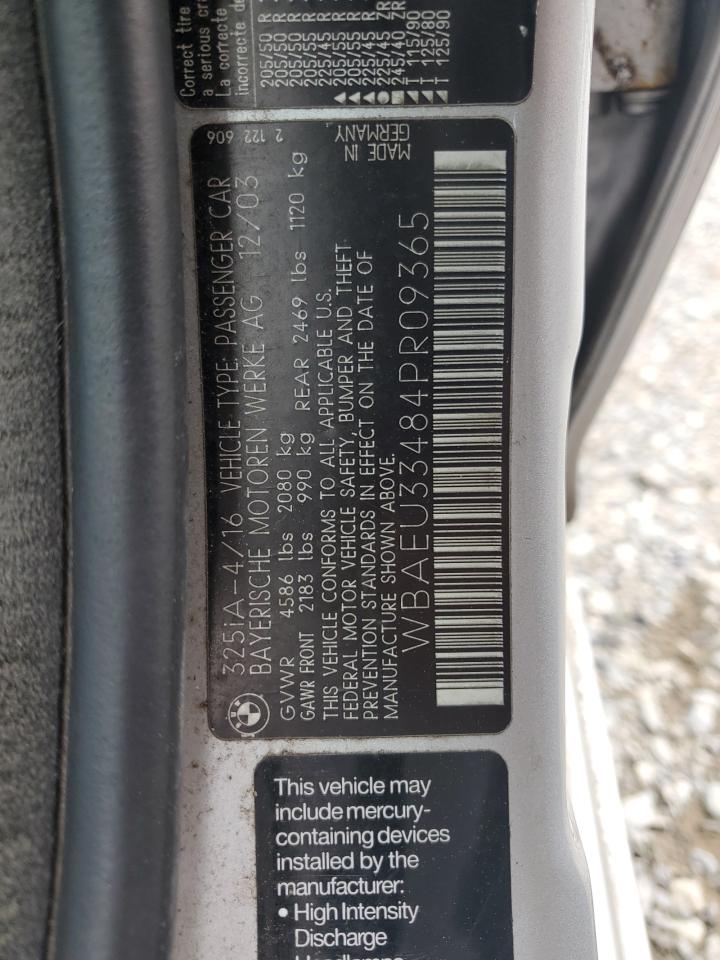 Correct tire
a serious cri
La correcte
incorrecte de
205/50 R
205/50 R
205/50 R
225/45 R
205/55 R
205/55 R
225/45 R
225/45 ZR
245/40 ZR
T 115/90
T 125/80
T 125/90
2 122 606
325iA-4/16 VEHICLE TYPE: PASSENGER CAR
BAYERISCHE MOTOREN WERKE AG 12/03
GVWR 4586 lbs 2080 kg
GAWR FRONT 2183 lbs 990 kg REAR 2469 lbs 1120 kg
THIS VEHICLE CONFORMS TO ALL APPLICABLE U.S.
FEDERAL MOTOR VEHICLE SAFETY, BUMPER AND THEFT
PREVENTION STANDARDS IN EFFECT ON THE DATE OF
MANUFACTURE SHOWN ABOVE.
MADE IN
GERMANY
WBAEU33484PR09365
This vehicle may
include mercury-
containing devices
installed by the
manufacturer:
• High Intensity
Discharge
Headlamps